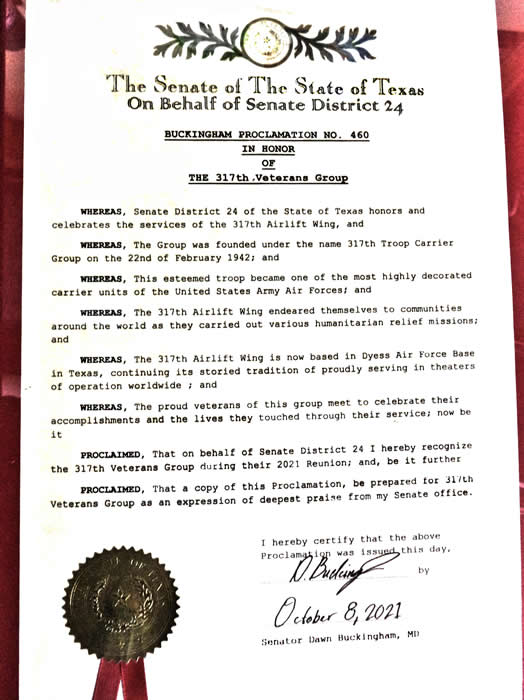 The Senate of The State of Texas
On Behalf of Senate District 24
BUCKINGHAM PROCLAMATION NO. 460
IN HONOR
OF
THE 317th Veterans Group
WHEREAS, Senate District 24 of the State of Texas honors and
celebrates the services of the 317th Airlift Wing, and
WHEREAS, The Group was founded under the name 317th Troop Carrier
Group on the 22nd of February 1942; and
WHEREAS, This esteemed troop became one of the most highly decorated
carrier units of the United States Army Air Forces; and
WHEREAS, The 317th Airlift Wing endeared themselves to communities
around the world as they carried out various humanitarian relief missions;
and
WHEREAS, The 317th Airlift Wing is now based in Dyess Air Force Base
in Texas, continuing its storied tradition of proudly serving in theaters
of operation worldwide ; and
WHEREAS, The proud veterans of this group meet to celebrate their
accomplishments and the lives they touched through their service; now be
it
PROCLAIMED, That on behalf of Senate District 24 I hereby recognize
the 317th Veterans Group during their 2021 Reunion; and, be it further
PROCLAIMED, That a copy of this Proclamation, be prepared for 317th
Veterans Group as an expression of deepest praise from my Senate office.
I hereby certify that the above
Proclamation was issued this day,
D. Bucking
by
October 8, 2021
Senator Dawn Buckingham, MD